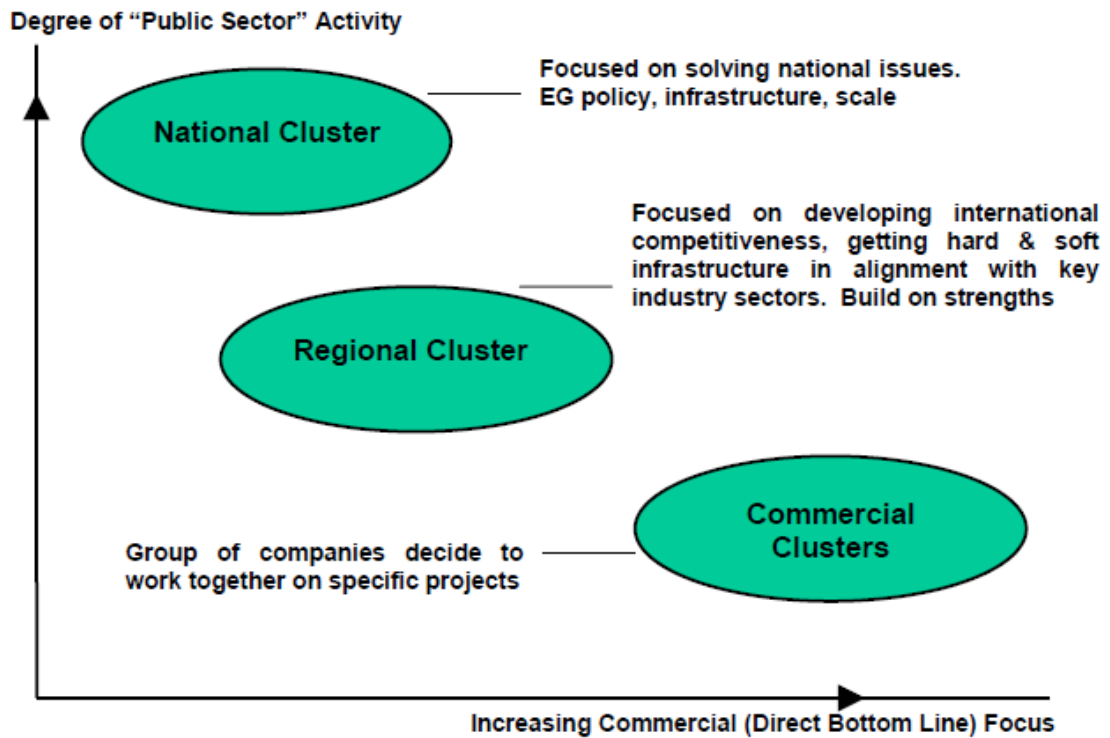 Degree of “Public Sector” Activity
Focused on solving national issues.
EG policy, infrastructure, scale
National Cluster
Focused on developing international
competitiveness, getting hard & soft
infrastructure in alignment with key
industry sectors. Build on strengths
Regional Cluster
Commercial
Clusters
Group of companies decide to
work together on specific projects
Increasing Commercial (Direct Bottom Line) Focus